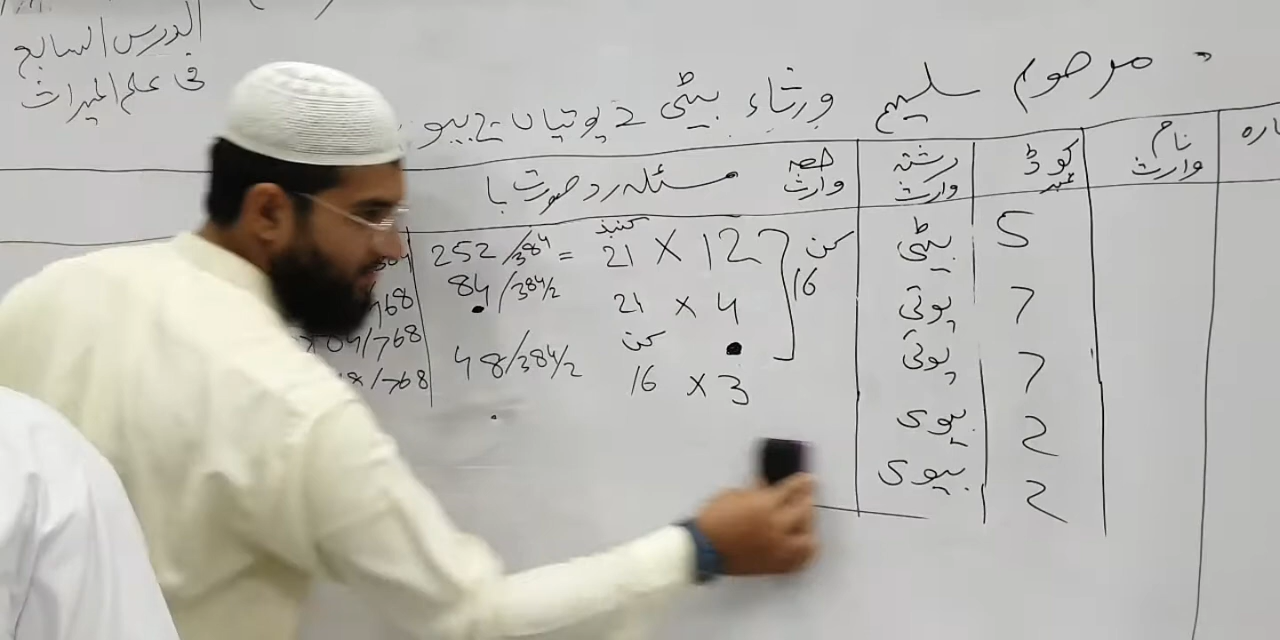 الدرس السابع
فی علم المیراث
مرحوم سلیم ورثاء بیٹی 2 پوتیاں 2 بیو
نام وارث
کوڈ نمبر
رشتہ وارث
حصہ وارث
مسئلہ رد صورت با
5 بیٹی 12 × 21 = 252/384
7 پوتی 4 × 21 84/384/2
7 پوتی
2 بیوی 3 × 16 48/384/2
2 بیوی
16
768
04/768
/768